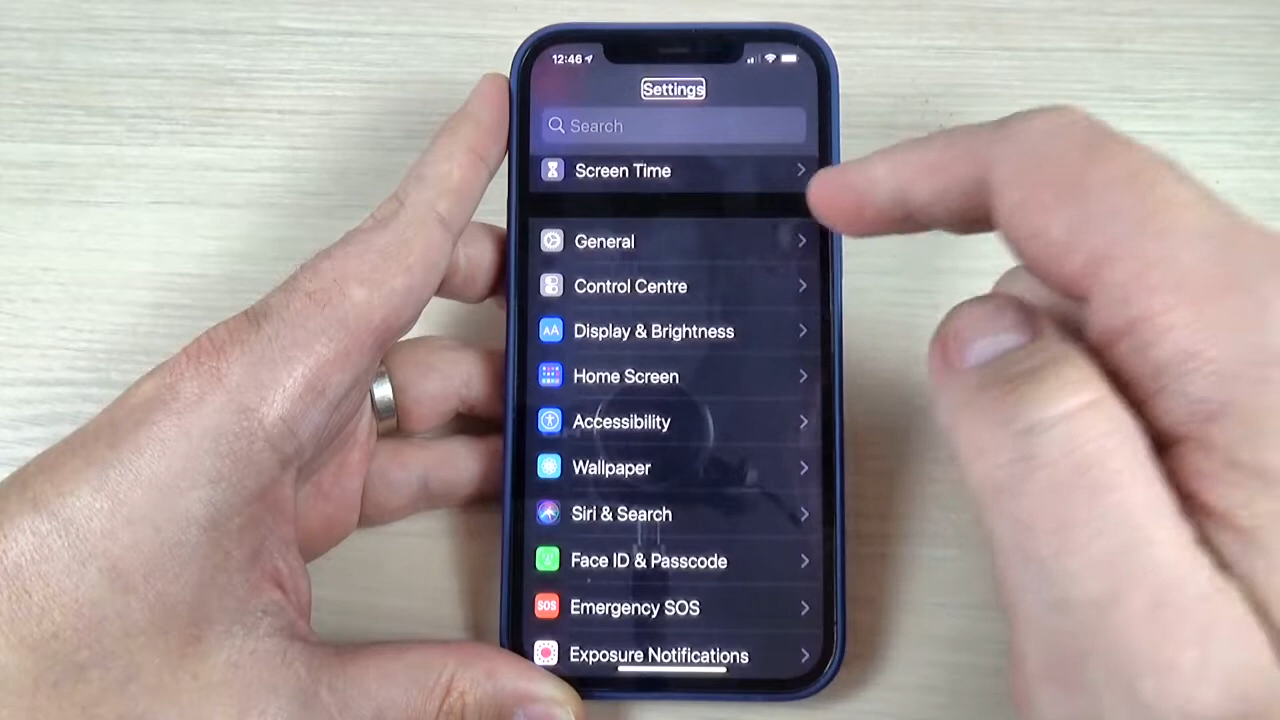 12:46
Settings
Search
Screen Time
General
Control Centre
AA Display & Brightness
Home Screen
Accessibility
Wallpaper
Siri & Search
Face ID & Passcode
SOS Emergency SOS
Exposure Notifications